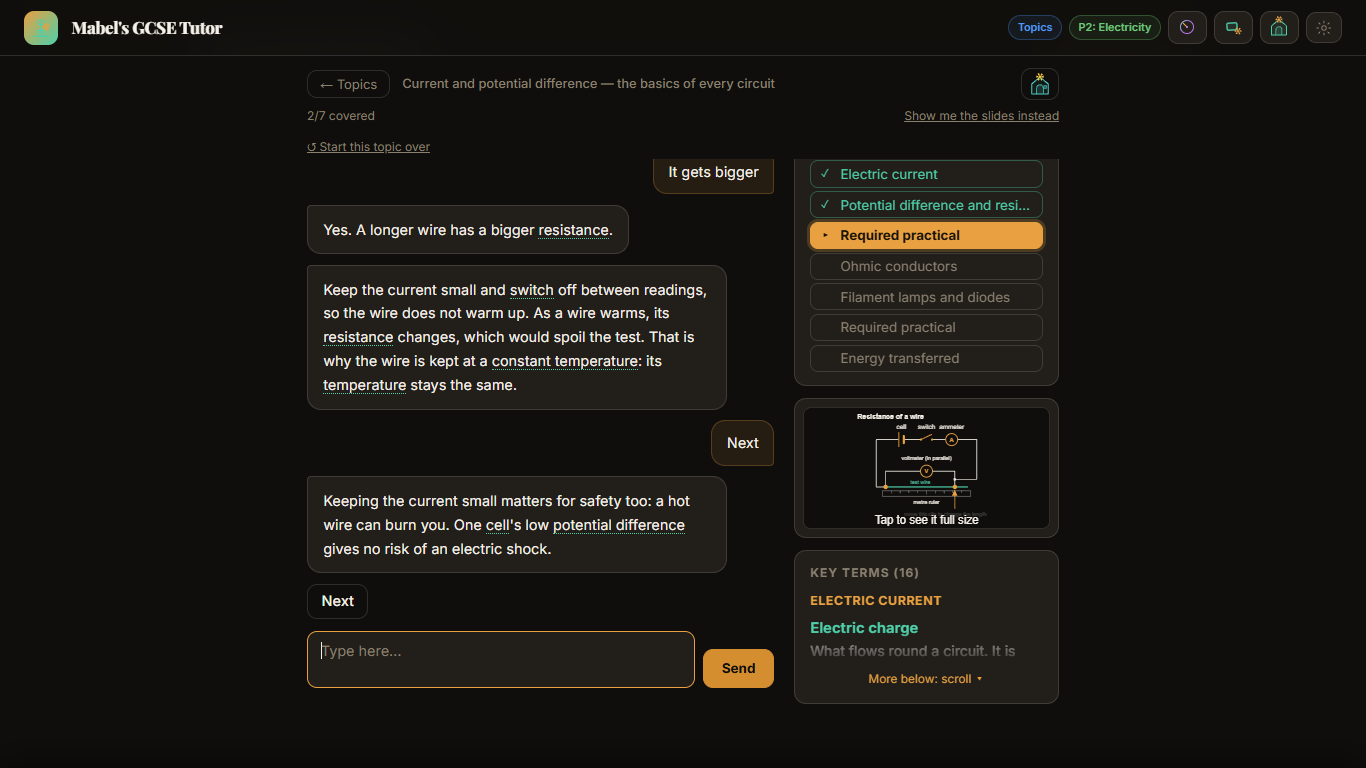 Mabel's GCSE Tutor
Topics
P2: Electricity
← Topics
Current and potential difference — the basics of every circuit
2/7 covered
Show me the slides instead
↺ Start this topic over
It gets bigger
Yes. A longer wire has a bigger resistance.
Keep the current small and switch off between readings,
so the wire does not warm up. As a wire warms, its
resistance changes, which would spoil the test. That is
why the wire is kept at a constant temperature: its
temperature stays the same.
Next
Keeping the current small matters for safety too: a hot
wire can burn you. One cell's low potential difference
gives no risk of an electric shock.
Next
Type here...
Send
✓ Electric current
✓ Potential difference and resi...
▸ Required practical
Ohmic conductors
Filament lamps and diodes
Required practical
Energy transferred
Resistance of a wire
cell switch ammeter
A
voltmeter (in parallel)
V
test wire
metre ruler
Tap to see it full size
KEY TERMS (16)
ELECTRIC CURRENT
Electric charge
What flows round a circuit. It is
More below: scroll ▾